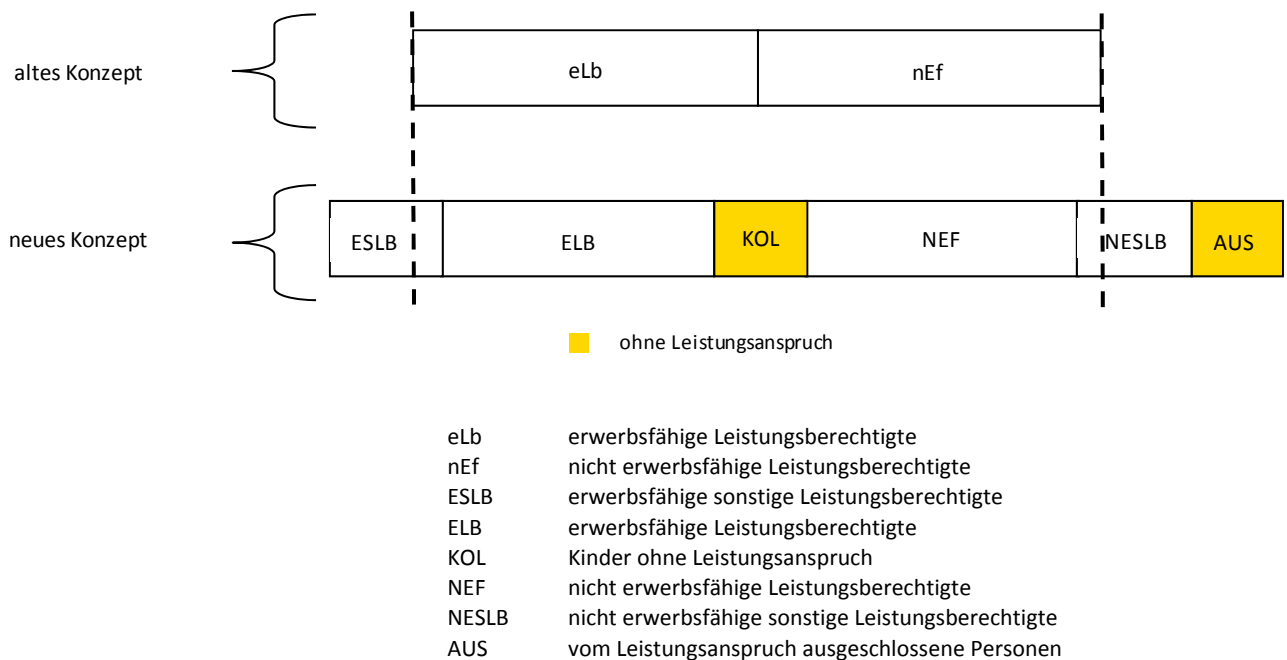 altes Konzept eLb nEf
neues Konzept ESLB ELB KOL NEF NESLB AUS
ohne Leistungsanspruch
eLb erwerbsfähige Leistungsberechtigte
nEf nicht erwerbsfähige Leistungsberechtigte
ESLB erwerbsfähige sonstige Leistungsberechtigte
ELB erwerbsfähige Leistungsberechtigte
KOL Kinder ohne Leistungsanspruch
NEF nicht erwerbsfähige Leistungsberechtigte
NESLB nicht erwerbsfähige sonstige Leistungsberechtigte
AUS vom Leistungsanspruch ausgeschlossene Personen